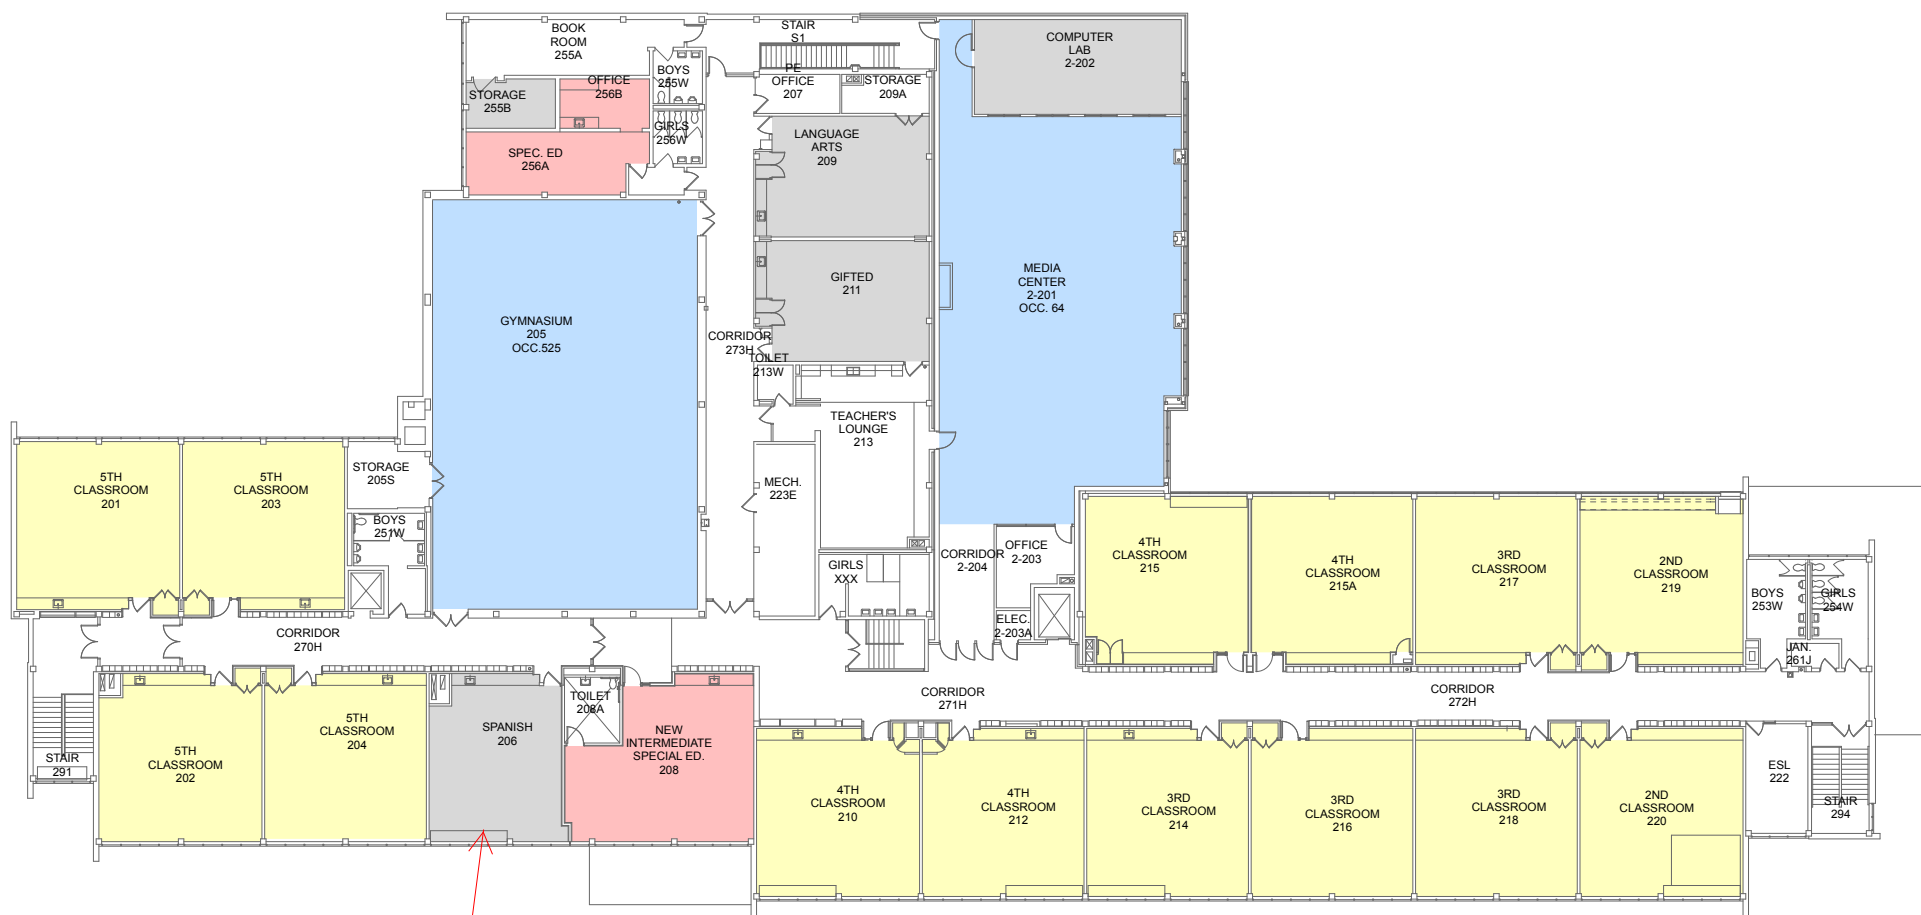 BOOK
ROOM
255A
STAIR
S1
COMPUTER
LAB
2-202
BOYS
255W
OFFICE
256B
STORAGE
255B
PE
OFFICE
207
STORAGE
209A
GIRLS
256W
SPEC. ED
256A
LANGUAGE
ARTS
209
GIFTED
211
MEDIA
CENTER
2-201
OCC. 64
GYMNASIUM
205
OCC.525
CORRIDOR
273H
TOILET
213W
TEACHER'S
LOUNGE
213
MECH.
223E
5TH
CLASSROOM
201
5TH
CLASSROOM
203
STORAGE
205S
BOYS
251W
GIRLS
XXX
CORRIDOR
2-204
OFFICE
2-203
ELEC.
2-203A
4TH
CLASSROOM
215
4TH
CLASSROOM
215A
3RD
CLASSROOM
217
2ND
CLASSROOM
219
BOYS
253W
GIRLS
254W
JAN.
261J
CORRIDOR
270H
CORRIDOR
271H
CORRIDOR
272H
STAIR
291
5TH
CLASSROOM
202
5TH
CLASSROOM
204
SPANISH
206
TOILET
208A
NEW
INTERMEDIATE
SPECIAL ED.
208
4TH
CLASSROOM
210
4TH
CLASSROOM
212
3RD
CLASSROOM
214
3RD
CLASSROOM
216
3RD
CLASSROOM
218
2ND
CLASSROOM
220
ESL
222
STAIR
294